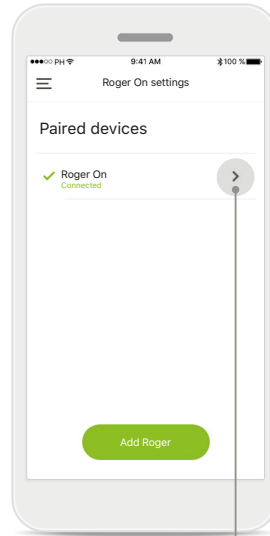 ●●●○○ PH 9:41 AM 100 %
Roger On settings
Paired devices
Roger On
Connected
Add Roger